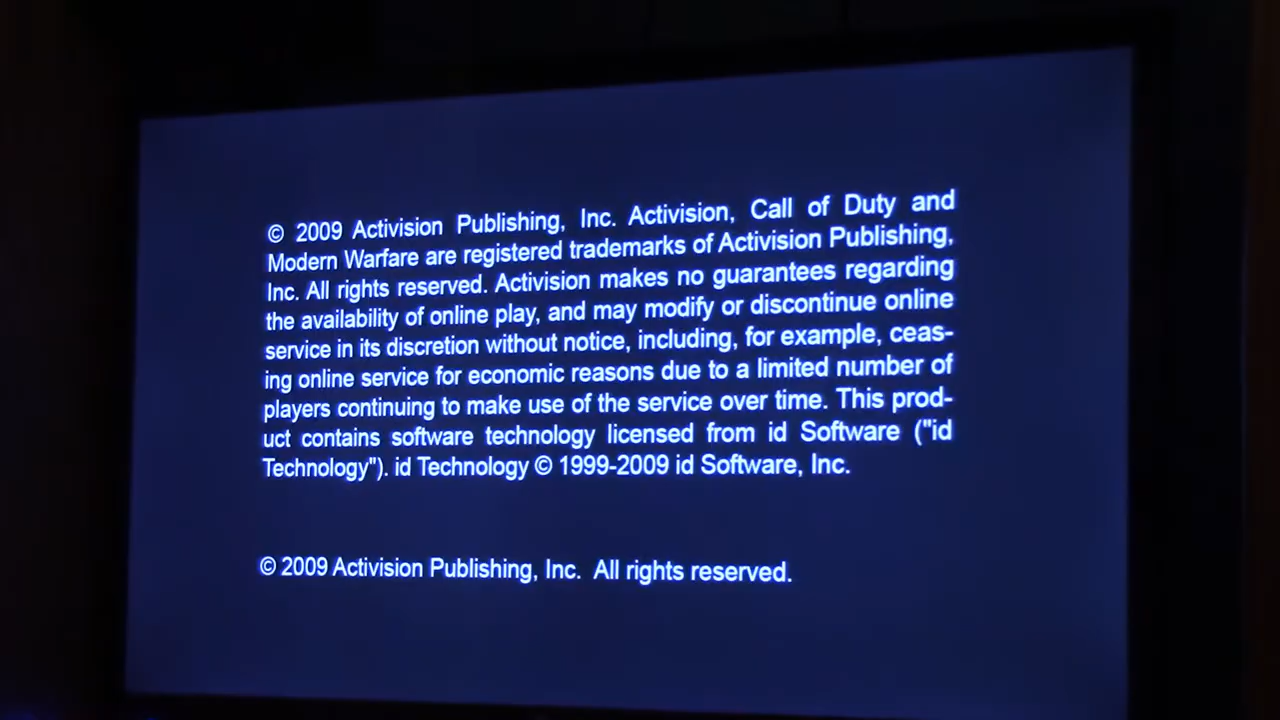 © 2009 Activision Publishing, Inc. Activision, Call of Duty and
Modern Warfare are registered trademarks of Activision Publishing,
Inc. All rights reserved. Activision makes no guarantees regarding
the availability of online play, and may modify or discontinue online
service in its discretion without notice, including, for example, ceas-
ing online service for economic reasons due to a limited number of
players continuing to make use of the service over time. This prod-
uct contains software technology licensed from id Software ("id
Technology"). id Technology © 1999-2009 id Software, Inc.
© 2009 Activision Publishing, Inc. All rights reserved.